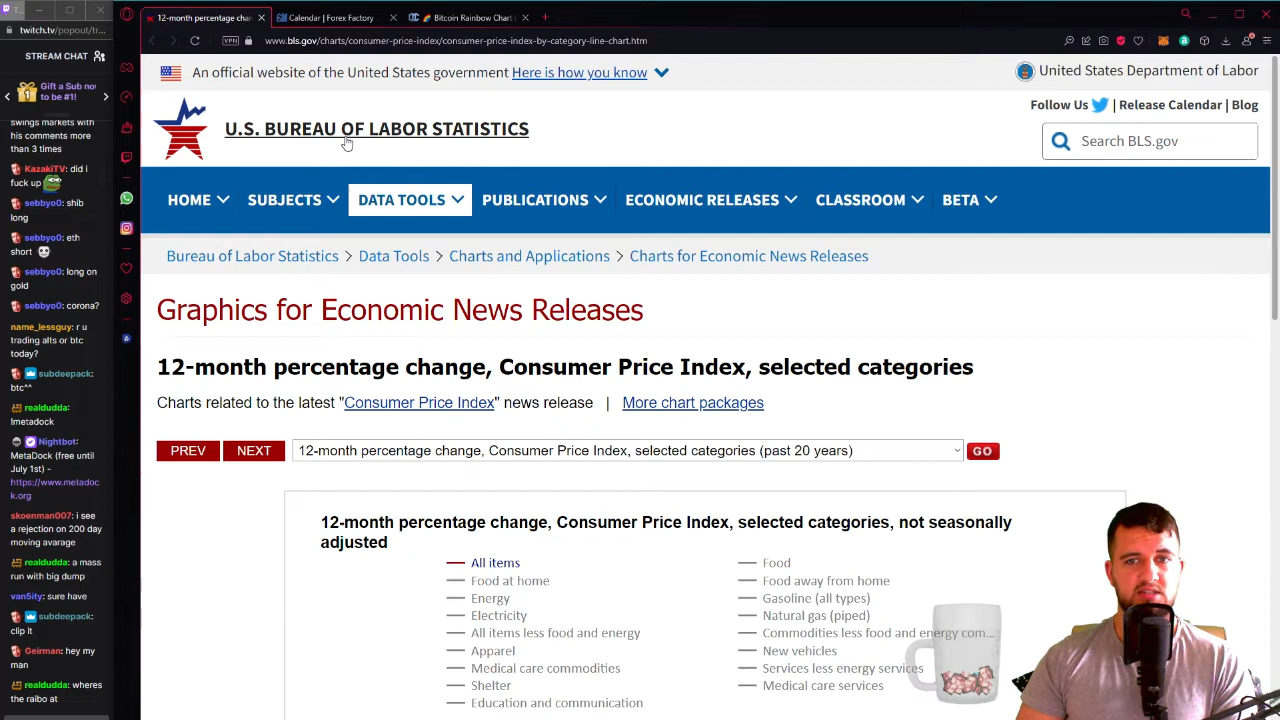 twitch.tv/popout/tr...
STREAM CHAT
Gift a Sub now
to be #1!
swings markets with
his comments more
than 3 times
KazakiTV: did i
fuck up
sebbyo0: shib
long
sebbyo0: eth
short
sebbyo0: long on
gold
sebbyo0: corona?
name_lessguy: r u
trading alts or btc
today?
subdeepack:
btc^^
realdudda:
!metadock
Nightbot:
MetaDock (free until
July 1st) -
https://www.metadoc
k.org
skoenman007: i see
a rejection on 200 day
moving avarage
realdudda: a mass
run with big dump
van5ity: sure have
subdeepack:
clip it
Geirman: hey my
man
realdudda: wheres
the ralbo at
12-month percentage chan
Calendar | Forex Factory
Bitcoin Rainbow Chart (
VPN
www.bls.gov/charts/consumer-price-index/consumer-price-index-by-category-line-chart.htm
An official website of the United States government Here is how you know
United States Department of Labor
Follow Us | Release Calendar | Blog
U.S. BUREAU OF LABOR STATISTICS
Search BLS.gov
HOME SUBJECTS DATA TOOLS PUBLICATIONS ECONOMIC RELEASES CLASSROOM BETA
Bureau of Labor Statistics > Data Tools > Charts and Applications > Charts for Economic News Releases
Graphics for Economic News Releases
12-month percentage change, Consumer Price Index, selected categories
Charts related to the latest "Consumer Price Index" news release | More chart packages
PREV NEXT 12-month percentage change, Consumer Price Index, selected categories (past 20 years) GO
12-month percentage change, Consumer Price Index, selected categories, not seasonally
adjusted
All items
Food at home
Energy
Electricity
All items less food and energy
Apparel
Medical care commodities
Shelter
Education and communication
Food
Food away from home
Gasoline (all types)
Natural gas (piped)
Commodities less food and energy com...
New vehicles
Services less energy services
Medical care services